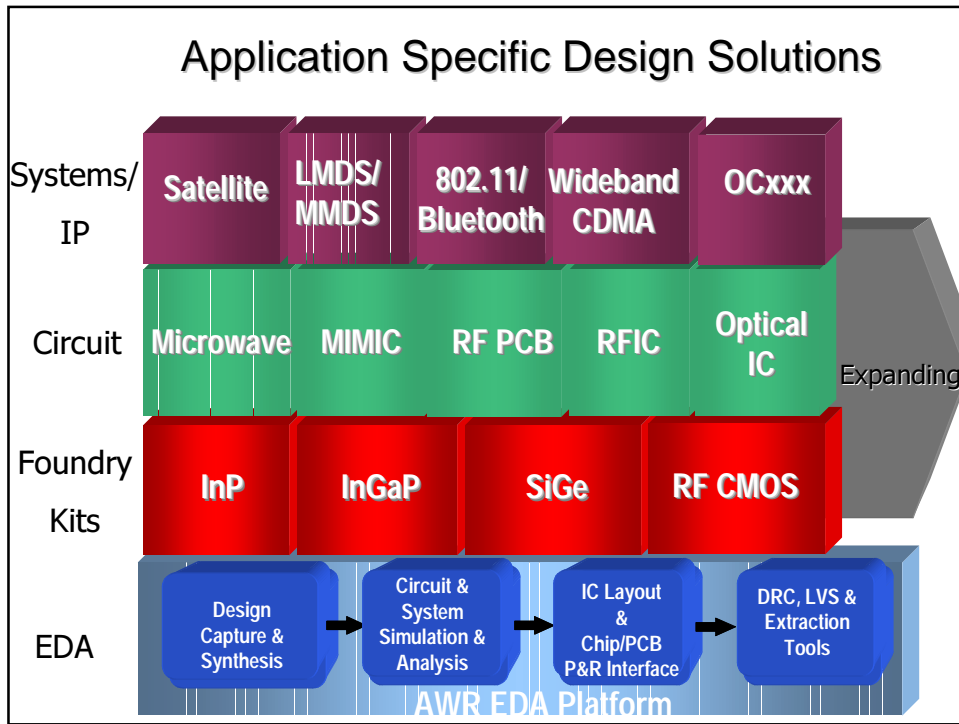 Application Specific Design Solutions
Systems/
IP
Satellite
LMDS/
MMDS
802.11/
Bluetooth
Wideband
CDMA
OCxxx
Circuit
Microwave
MIMIC
RF PCB
RFIC
Optical
IC
Expanding
Foundry
Kits
InP
InGaP
SiGe
RF CMOS
EDA
Design
Capture &
Synthesis
Circuit &
System
Simulation &
Analysis
IC Layout
&
Chip/PCB
P&R Interface
DRC, LVS &
Extraction
Tools
AWR EDA Platform